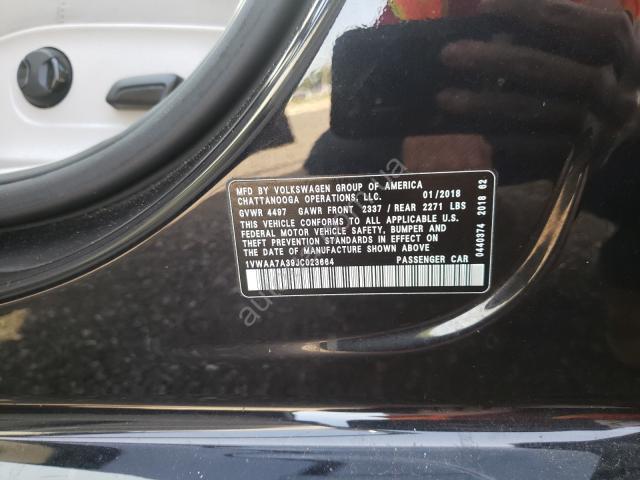 MFD BY VOLKSWAGEN GROUP OF AMERICA
CHATTANOOGA OPERATIONS, LLC. 01/2018
GVWR 4497 GAWR FRONT 2337 / REAR 2271 LBS
THIS VEHICLE CONFORMS TO ALL APPLICABLE U.S.
FEDERAL MOTOR VEHICLE SAFETY, BUMPER AND
THEFT PREVENTION STANDARDS IN EFFECT ON THE
DATE OF MANUFACTURE SHOWN ABOVE
1VWAA7A39JC023664 PASSENGER CAR
0440374 2018 02